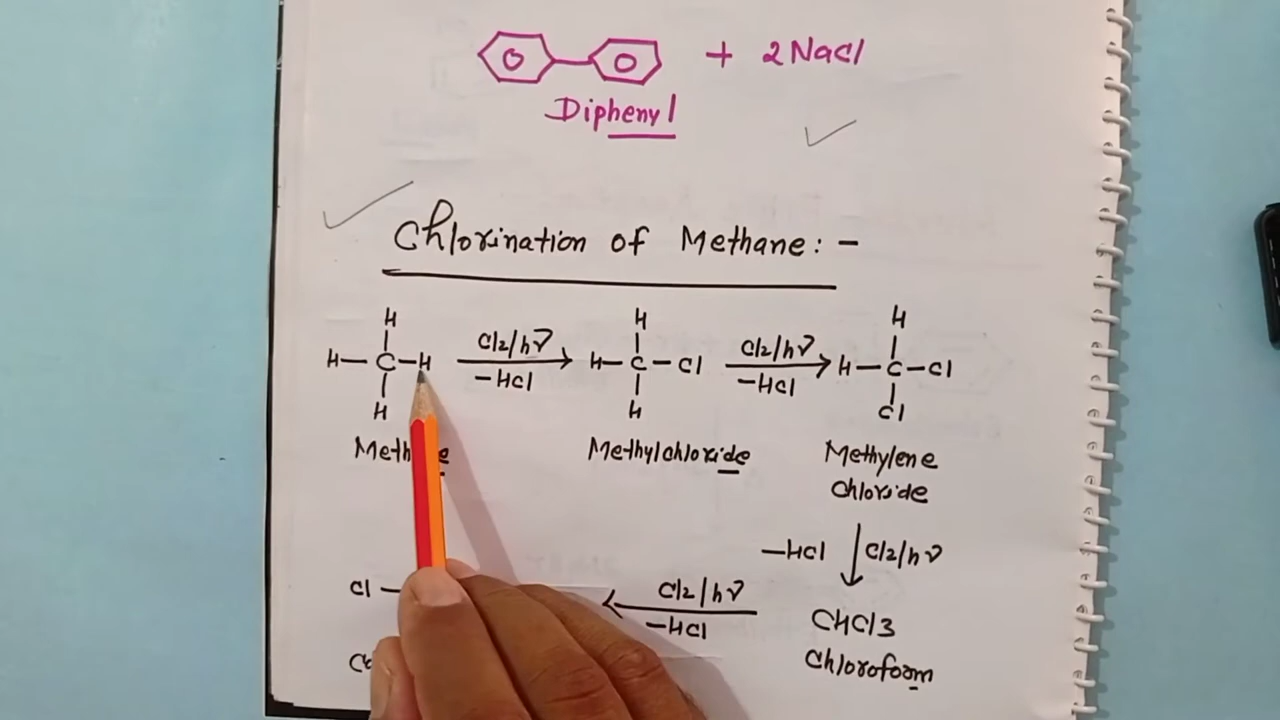 + 2NaCl
Diphenyl
Chlorination of Methane: -
H H H
H—C—H Cl2/hν -HCl H—C—Cl Cl2/hν -HCl H—C—Cl
H H Cl
Methylchloride Methylene
chloride
-HCl Cl2/hν
Cl— Cl2/hν CHCl3
-HCl
Chloroform